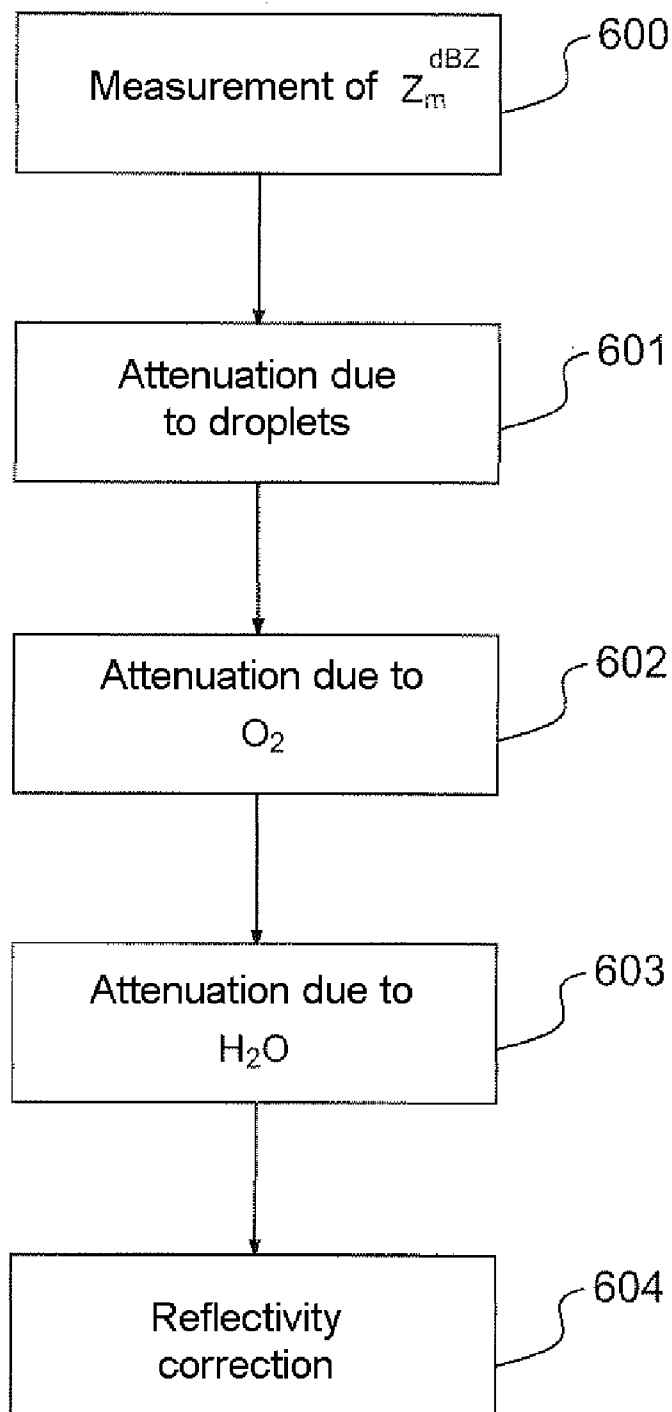 600
Measurement of Z_m^dBZ
601
Attenuation due
to droplets
602
Attenuation due to
O₂
603
Attenuation due to
H₂O
604
Reflectivity
correction